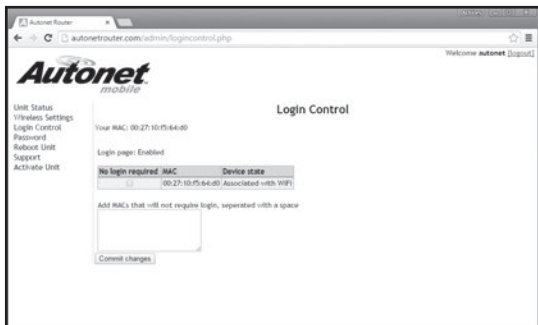 Autonet Router
autonetrouter.com/admin/logincontrol.php
Welcome autonet [logout]
Autonet
mobile
Login Control
Unit Status
Wireless Settings
Login Control
Password
Reboot Unit
Support
Activate Unit
Your MAC: 00:27:10:f5:64:d0
Login page: Enabled
No login required MAC Device state
00:27:10:f5:64:d0 Associated with WiFi
Add MACs that will not require login, seperated with a space
Commit changes